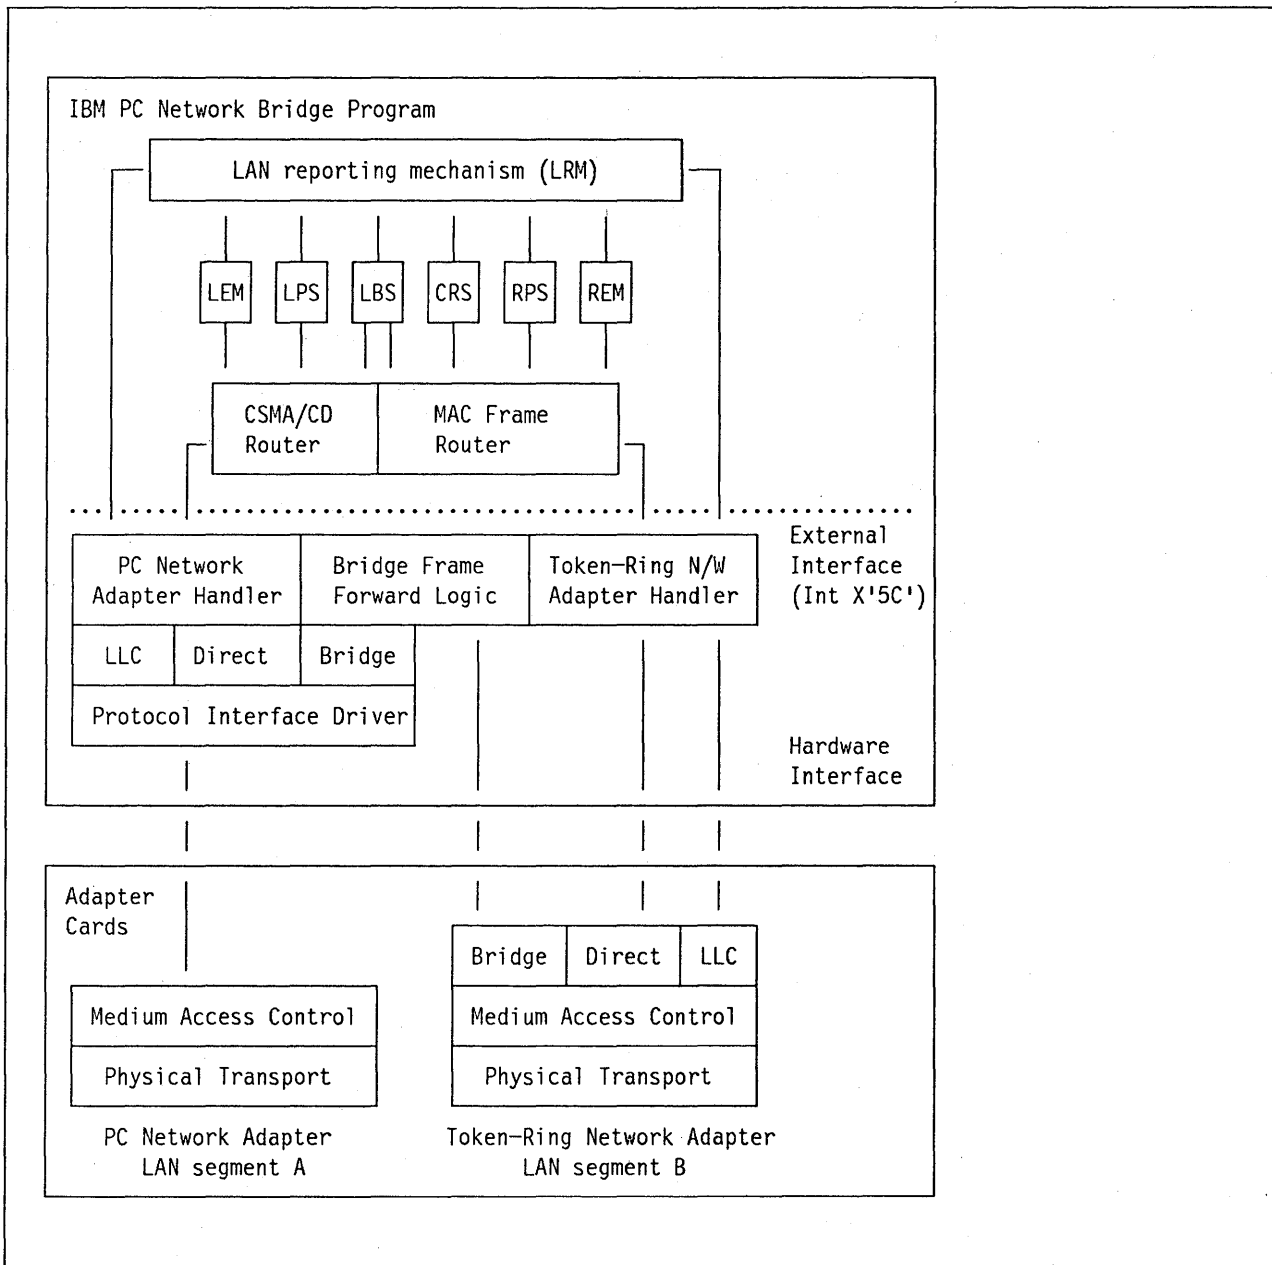 IBM PC Network Bridge Program
LAN reporting mechanism (LRM)
LEM
LPS
LBS
CRS
RPS
REM
CSMA/CD
Router
MAC Frame
Router
PC Network
Adapter Handler
Bridge Frame
Forward Logic
Token-Ring N/W
Adapter Handler
External
Interface
(Int X'5C')
LLC
Direct
Bridge
Protocol Interface Driver
Hardware
Interface
Adapter
Cards
Medium Access Control
Physical Transport
PC Network Adapter
LAN segment A
Bridge
Direct
LLC
Medium Access Control
Physical Transport
Token-Ring Network Adapter
LAN segment B